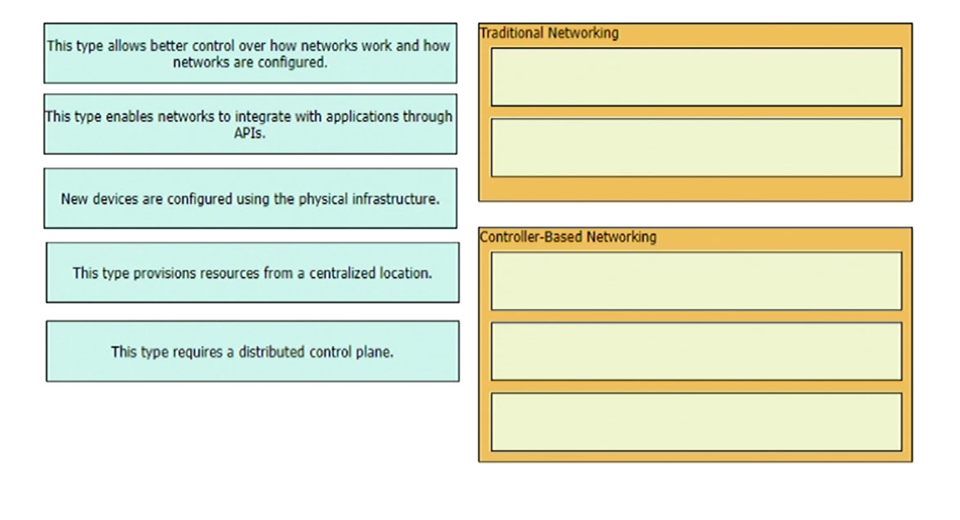 This type allows better control over how networks work and how
networks are configured.
This type enables networks to integrate with applications through
APIs.
New devices are configured using the physical infrastructure.
This type provisions resources from a centralized location.
This type requires a distributed control plane.
Traditional Networking
Controller-Based Networking